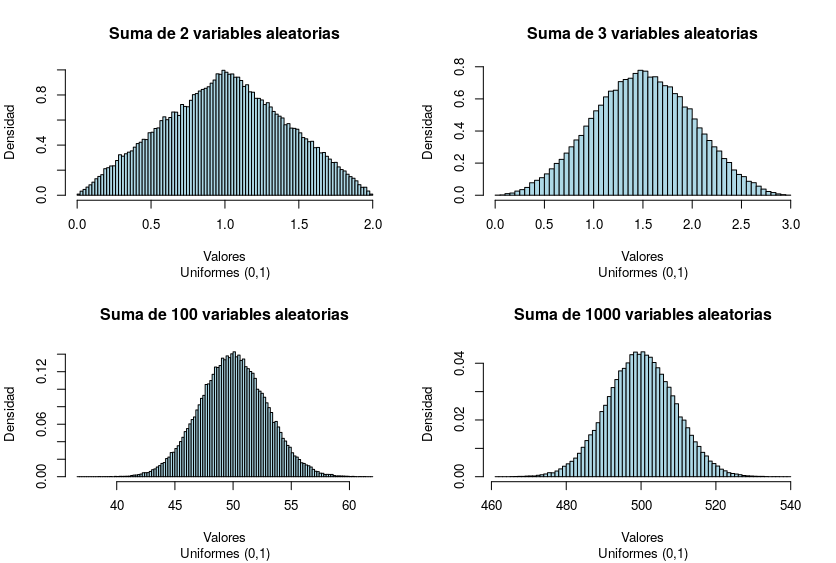 Suma de 2 variables aleatorias
Densidad
0.0 0.4 0.8
0.0 0.5 1.0 1.5 2.0
Valores
Uniformes (0,1)
Suma de 3 variables aleatorias
Densidad
0.0 0.2 0.4 0.6 0.8
0.0 0.5 1.0 1.5 2.0 2.5 3.0
Valores
Uniformes (0,1)
Suma de 100 variables aleatorias
Densidad
0.00 0.06 0.12
40 45 50 55 60
Valores
Uniformes (0,1)
Suma de 1000 variables aleatorias
Densidad
0.00 0.02 0.04
460 480 500 520 540
Valores
Uniformes (0,1)